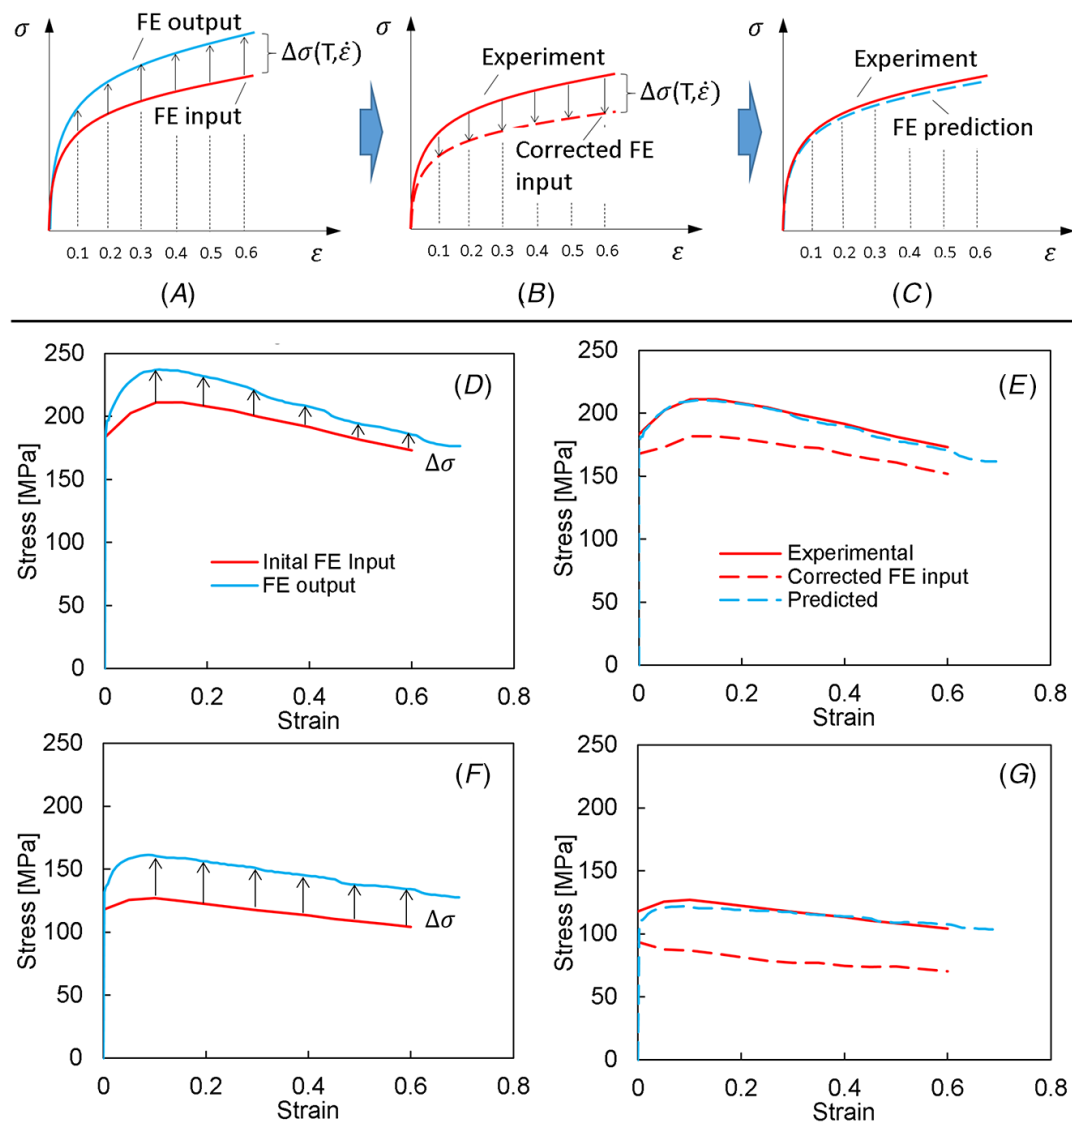 σ
FE output
Δσ(T,ε̇)
FE input
0.1 0.2 0.3 0.4 0.5 0.6
ε
(A)
σ
Experiment
Δσ(T,ε̇)
Corrected FE
input
0.1 0.2 0.3 0.4 0.5 0.6
ε
(B)
σ
Experiment
FE prediction
0.1 0.2 0.3 0.4 0.5 0.6
ε
(C)
250
200
150
100
50
0
Stress [MPa]
(D)
Δσ
Inital FE Input
FE output
0 0.2 0.4 0.6 0.8
Strain
250
200
150
100
50
0
Stress [MPa]
(E)
Experimental
Corrected FE input
Predicted
0 0.2 0.4 0.6 0.8
Strain
250
200
150
100
50
0
Stress [MPa]
(F)
Δσ
0 0.2 0.4 0.6 0.8
Strain
250
200
150
100
50
0
Stress [MPa]
(G)
0 0.2 0.4 0.6 0.8
Strain